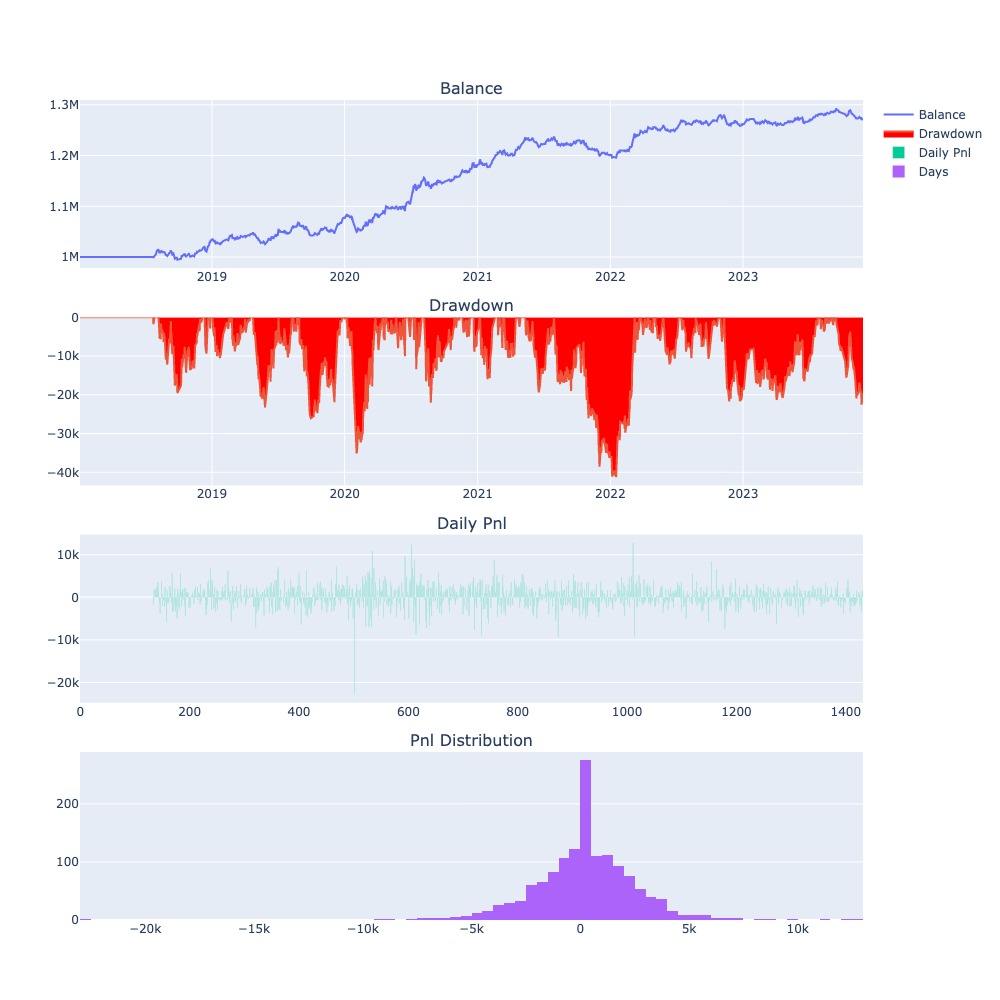 Balance
1.3M
1.2M
1.1M
1M
2019 2020 2021 2022 2023
Balance
Drawdown
Daily Pnl
Days
Drawdown
0
−10k
−20k
−30k
−40k
2019 2020 2021 2022 2023
Daily Pnl
10k
0
−10k
−20k
0 200 400 600 800 1000 1200 1400
Pnl Distribution
200
100
0
−20k −15k −10k −5k 0 5k 10k